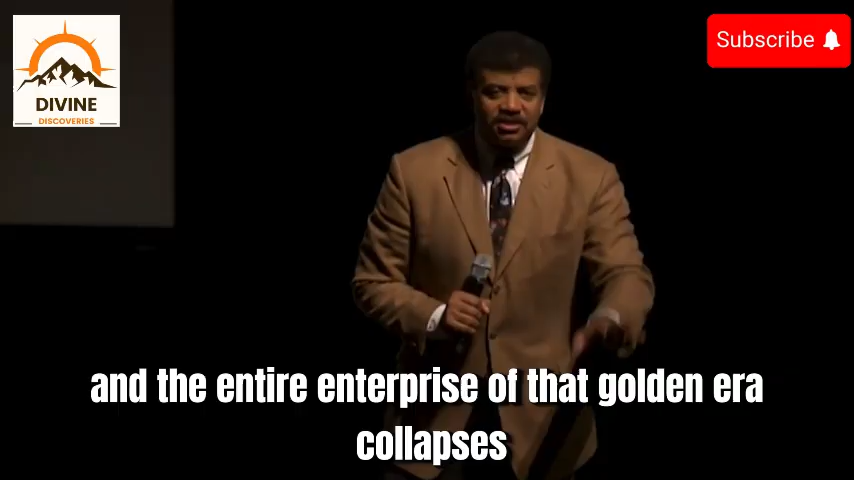 Subscribe
DIVINE
DISCOVERIES
and the entire enterprise of that golden era
collapses